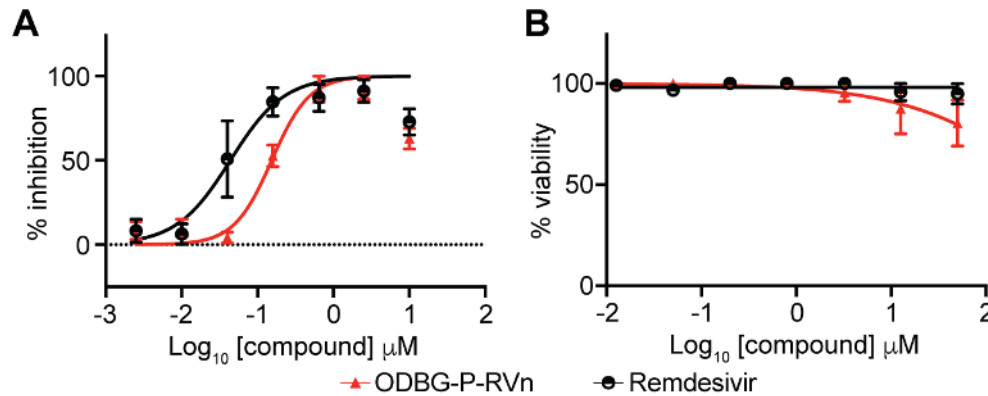 A
% inhibition
100
50
0
-3
-2
-1
0
1
2
Log10 [compound] μM
B
% viability
100
50
0
-2
-1
0
1
2
Log10 [compound] μM
ODBG-P-RVn
Remdesivir